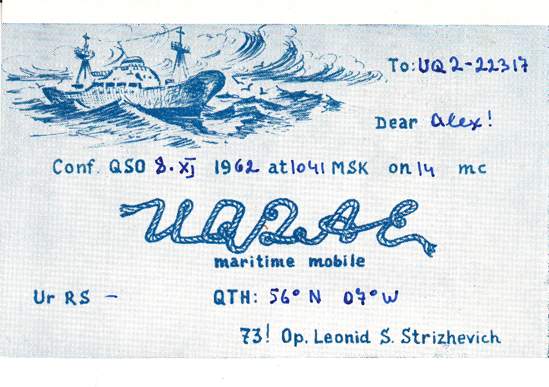 To: UQ2-22317
Dear Alex!
Conf. QSO 8.XI 1962 at 1041 MSK on 14 mc
UQ2AE
maritime mobile
Ur RS - QTH: 56° N 07° W
73! Op. Leonid S. Strizhevich